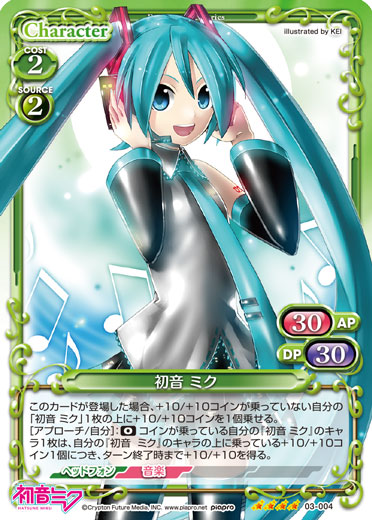 Character
illustrated by KEI
COST
2
SOURCE
2
30 AP
DP 30
初音 ミク
このカードが登場した場合、+10/+10コインが乗っていない自分の
『初音 ミク』1枚の上に+10/+10コインを1個乗せる。
【アプローチ/自分】:0 コインが乗っている自分の『初音 ミク』のキャ
ラ1枚は、自分の『初音 ミク』のキャラの上に乗っている+10/+10コ
イン1個につき、ターン終了時まで+10/+10を得る。
ヘッドフォン 音楽
初音ミク
HATSUNE MIKU
©Crypton Future Media, INC. www.piapro.net piapro
03-004